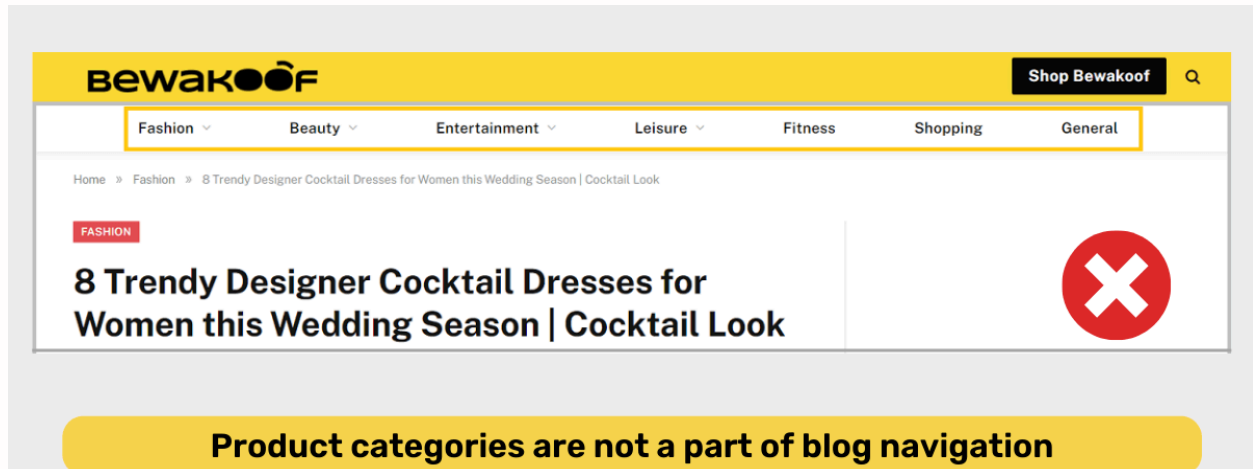 Bewakoof
Shop Bewakoof
Fashion Beauty Entertainment Leisure Fitness Shopping General
Home » Fashion » 8 Trendy Designer Cocktail Dresses for Women this Wedding Season | Cocktail Look
FASHION
8 Trendy Designer Cocktail Dresses for
Women this Wedding Season | Cocktail Look
Product categories are not a part of blog navigation